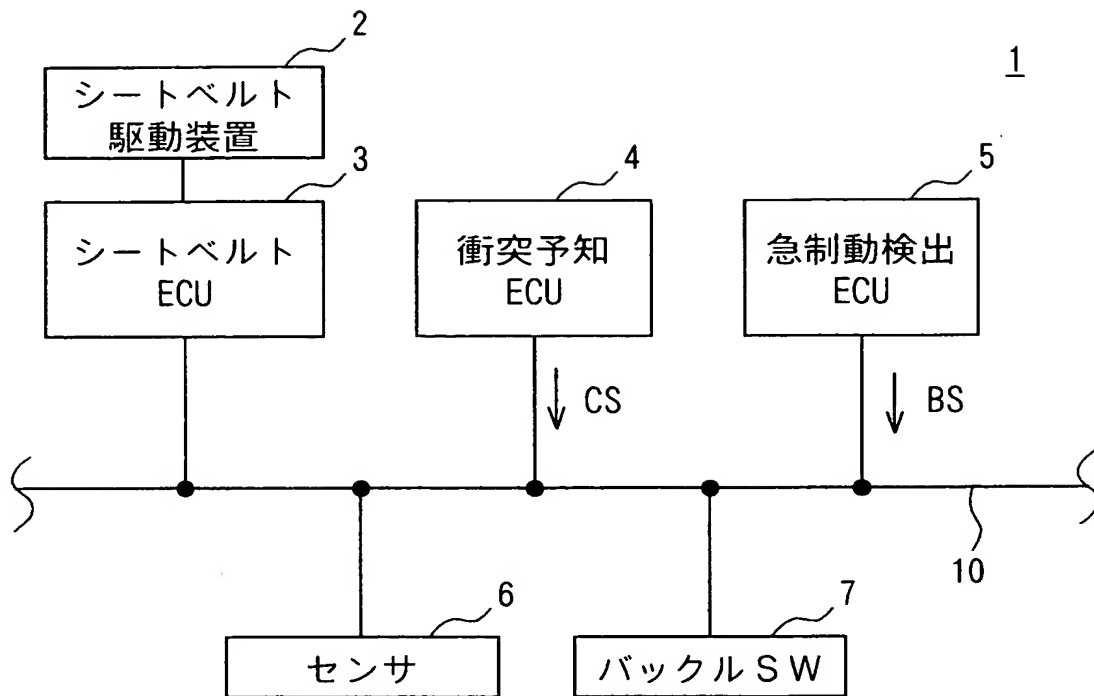 2
1
シートベルト
駆動装置
3
4
5
シートベルト
ECU
衝突予知
ECU
急制動検出
ECU
CS
BS
10
6
7
センサ
バックルSW